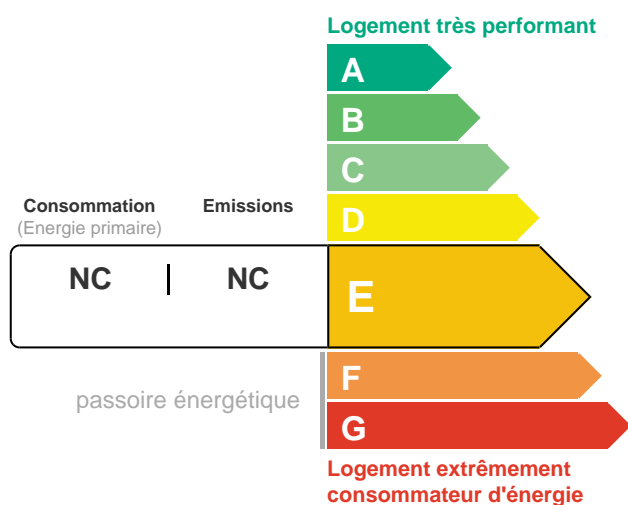 Logement très performant
A
B
C
Consommation Emissions
(Energie primaire)
D
NC | NC
E
F
passoire énergétique
G
Logement extrêmement
consommateur d'énergie